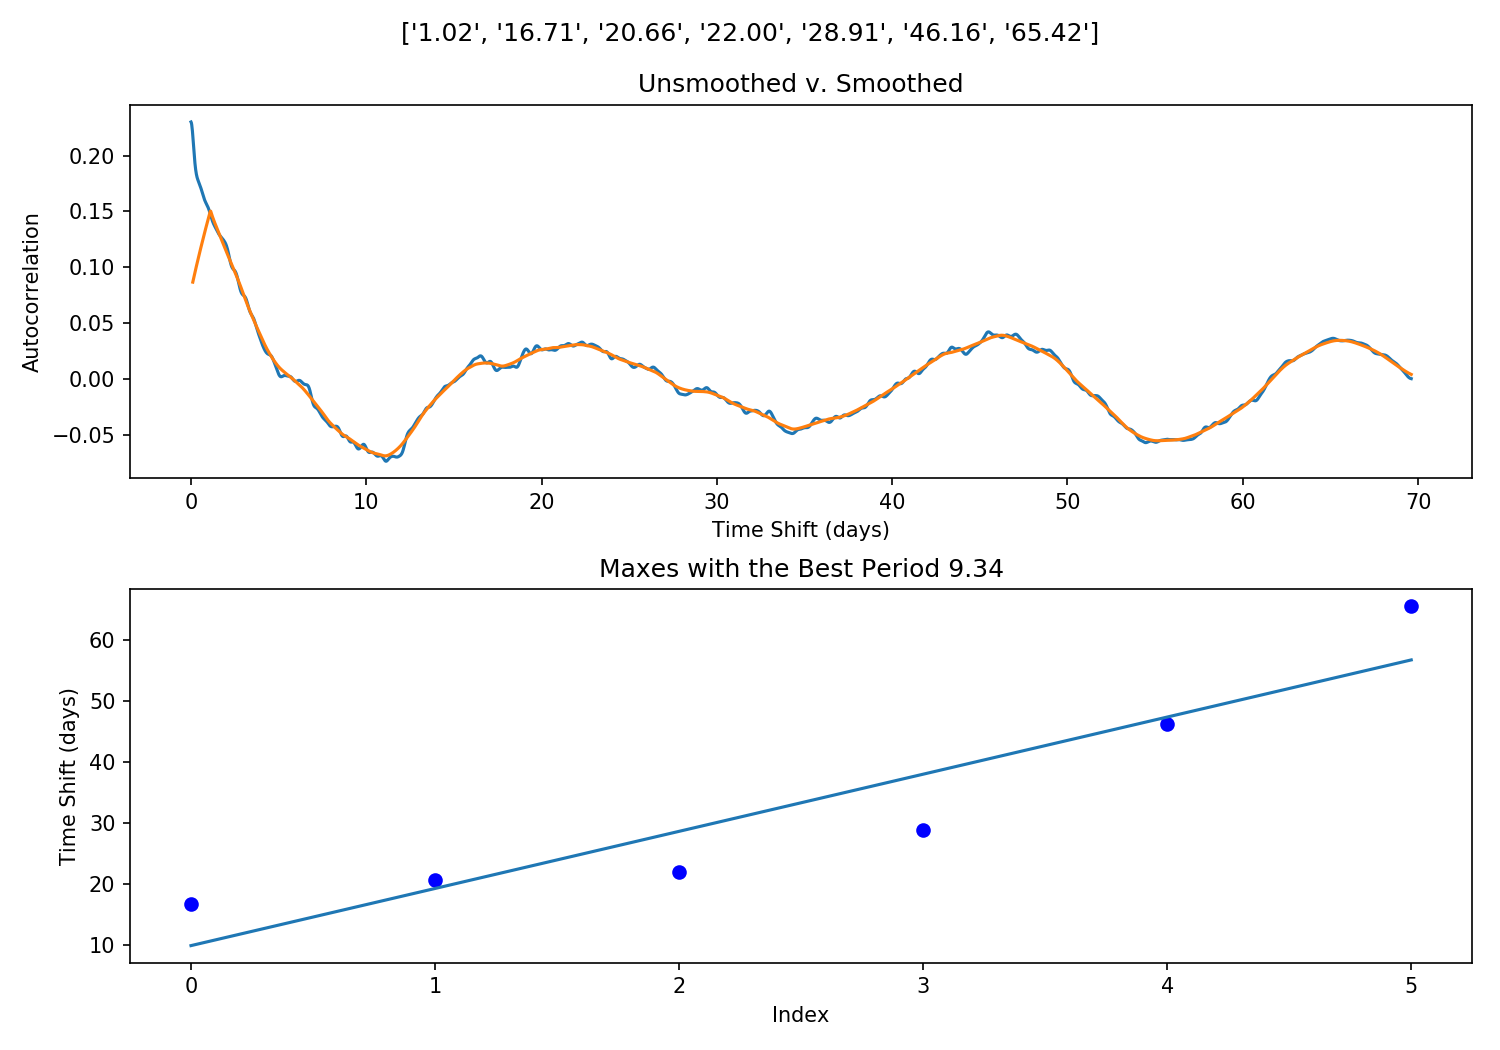 ['1.02', '16.71', '20.66', '22.00', '28.91', '46.16', '65.42']
Unsmoothed v. Smoothed
Autocorrelation
0.20
0.15
0.10
0.05
0.00
−0.05
0 10 20 30 40 50 60 70
Time Shift (days)
Maxes with the Best Period 9.34
Time Shift (days)
60
50
40
30
20
10
0 1 2 3 4 5
Index